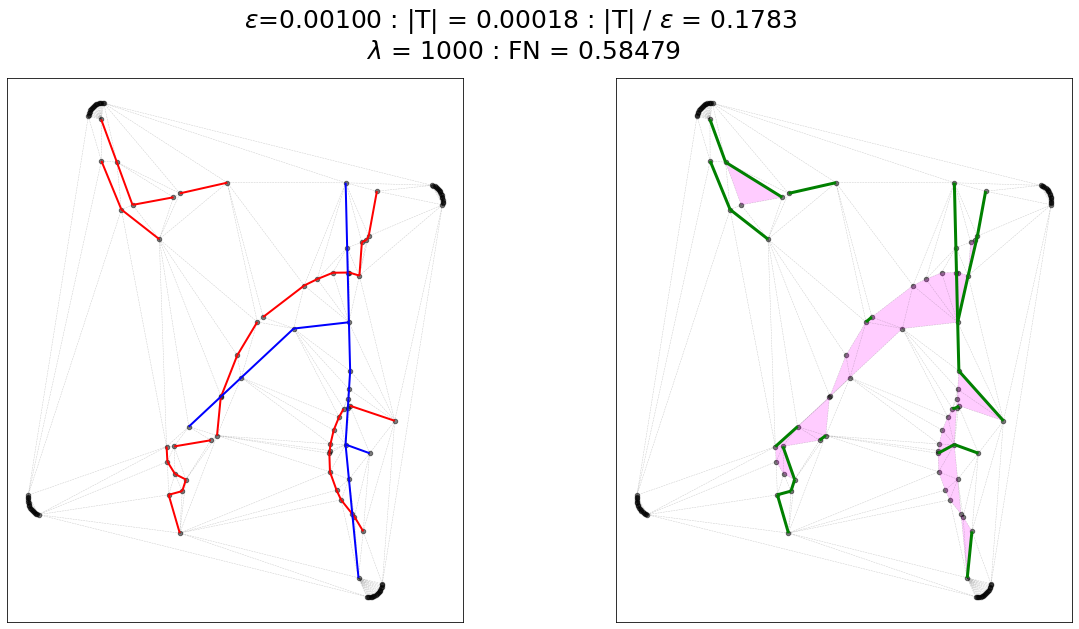 ε=0.00100 : |T| = 0.00018 : |T| / ε = 0.1783
λ = 1000 : FN = 0.58479